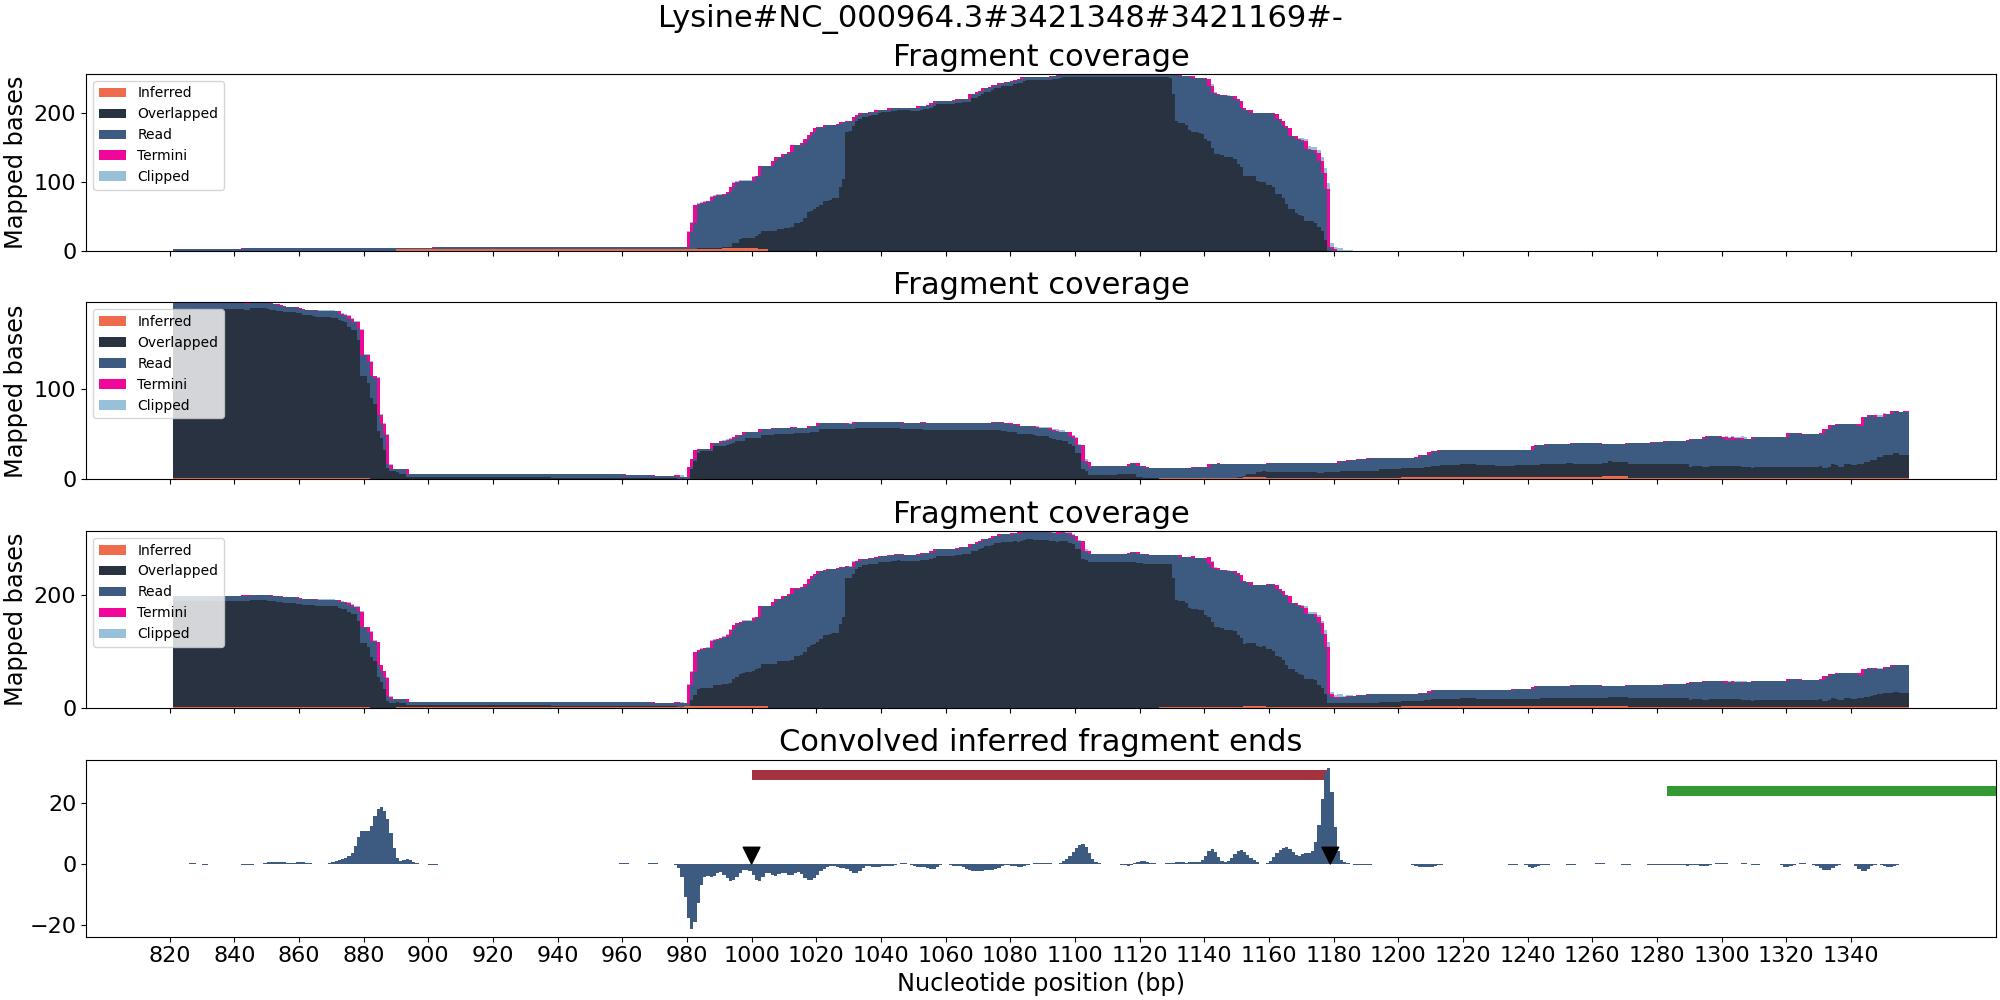 Lysine#NC_000964.3#3421348#3421169#-
Fragment coverage
Mapped bases
200
100
0
Inferred
Overlapped
Read
Termini
Clipped
Fragment coverage
Mapped bases
100
0
Inferred
Overlapped
Read
Termini
Clipped
Fragment coverage
Mapped bases
200
0
Inferred
Overlapped
Read
Termini
Clipped
Convolved inferred fragment ends
20
0
−20
820 840 860 880 900 920 940 960 980 1000 1020 1040 1060 1080 1100 1120 1140 1160 1180 1200 1220 1240 1260 1280 1300 1320 1340
Nucleotide position (bp)